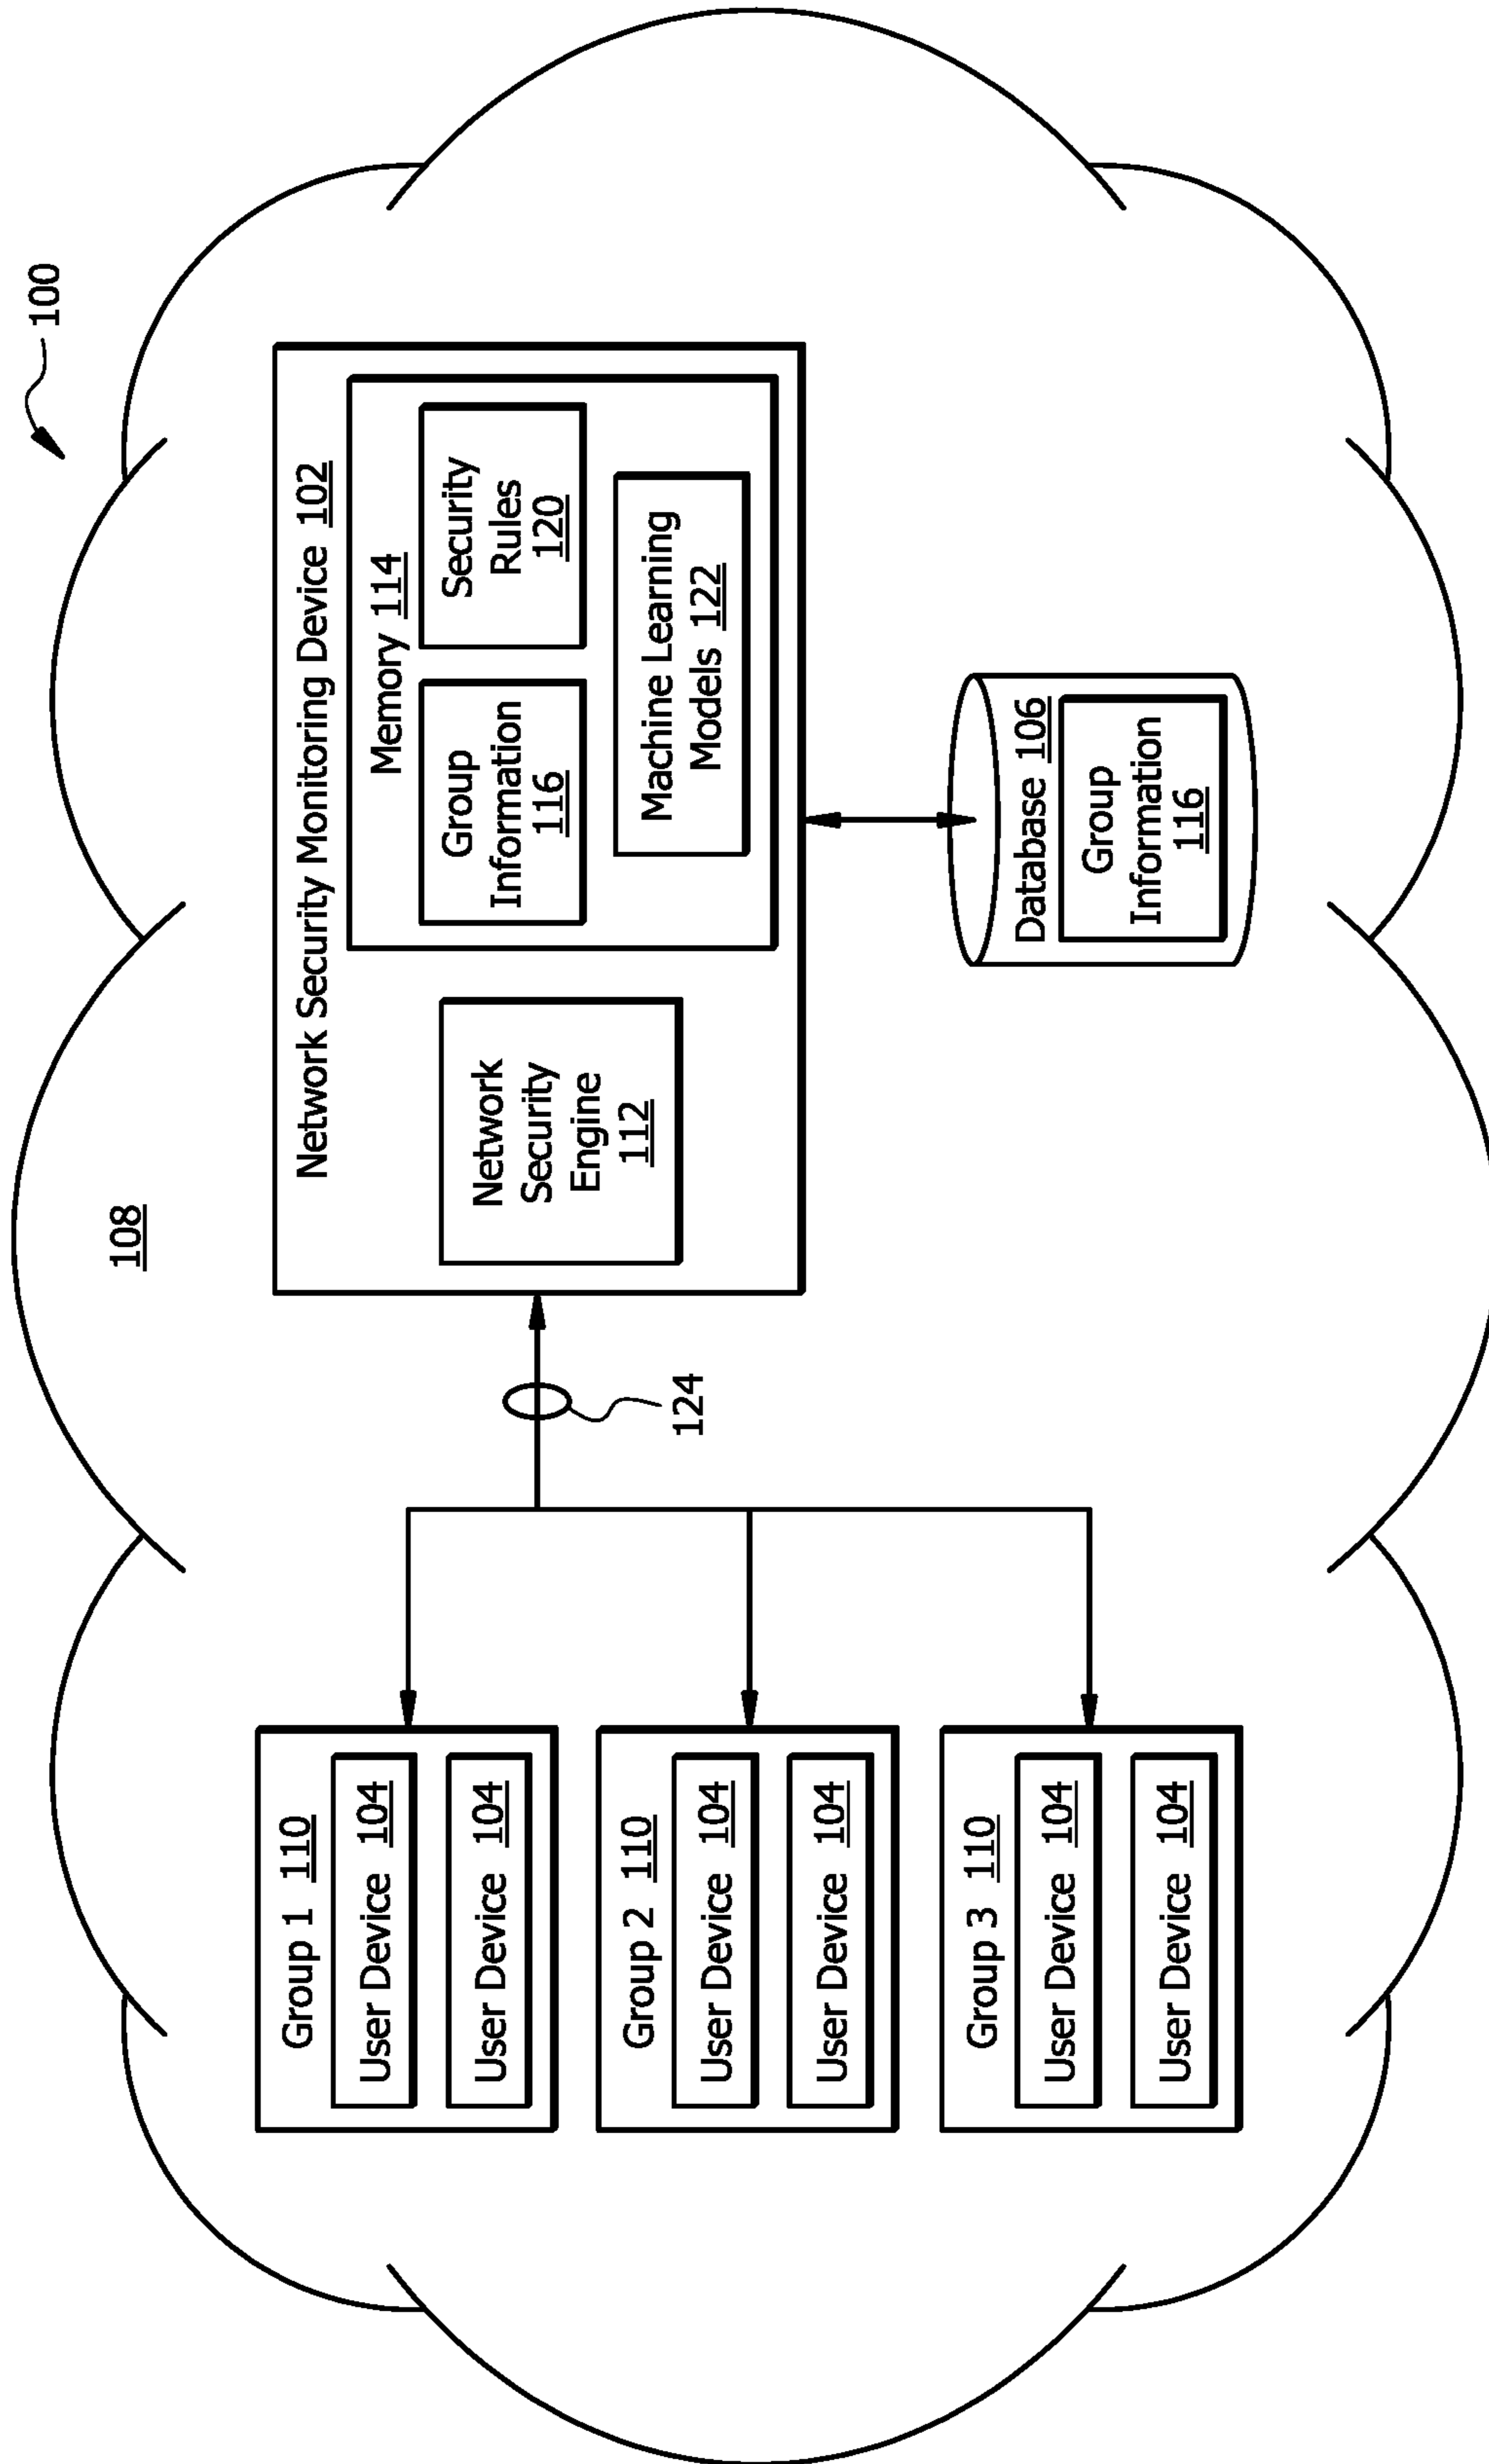 100
108
Group 1 110
User Device 104
User Device 104
Group 2 110
User Device 104
User Device 104
Group 3 110
User Device 104
User Device 104
124
Network Security Monitoring Device 102
Network
Security
Engine
112
Memory 114
Group
Information
116
Security
Rules
120
Machine Learning
Models 122
Database 106
Group
Information
116